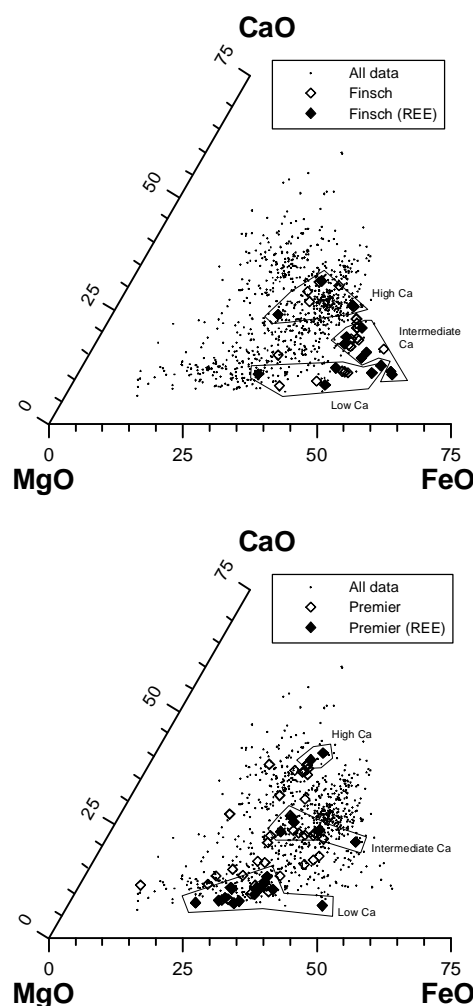 CaO
75
All data
Finsch
Finsch (REE)
50
High Ca
25
Intermediate
Ca
Low Ca
0
0 25 50 75
MgO FeO
CaO
75
All data
Premier
Premier (REE)
50
High Ca
25
Intermediate Ca
Low Ca
0
0 25 50 75
MgO FeO